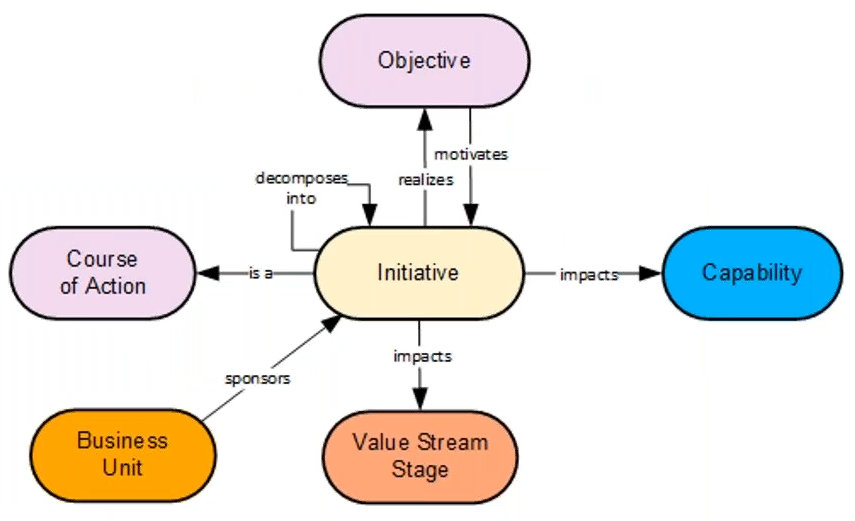 Objective
motivates
decomposes
realizes
into
Course
of Action
is a
Initiative
impacts
Capability
impacts
sponsors
Business
Unit
Value Stream
Stage